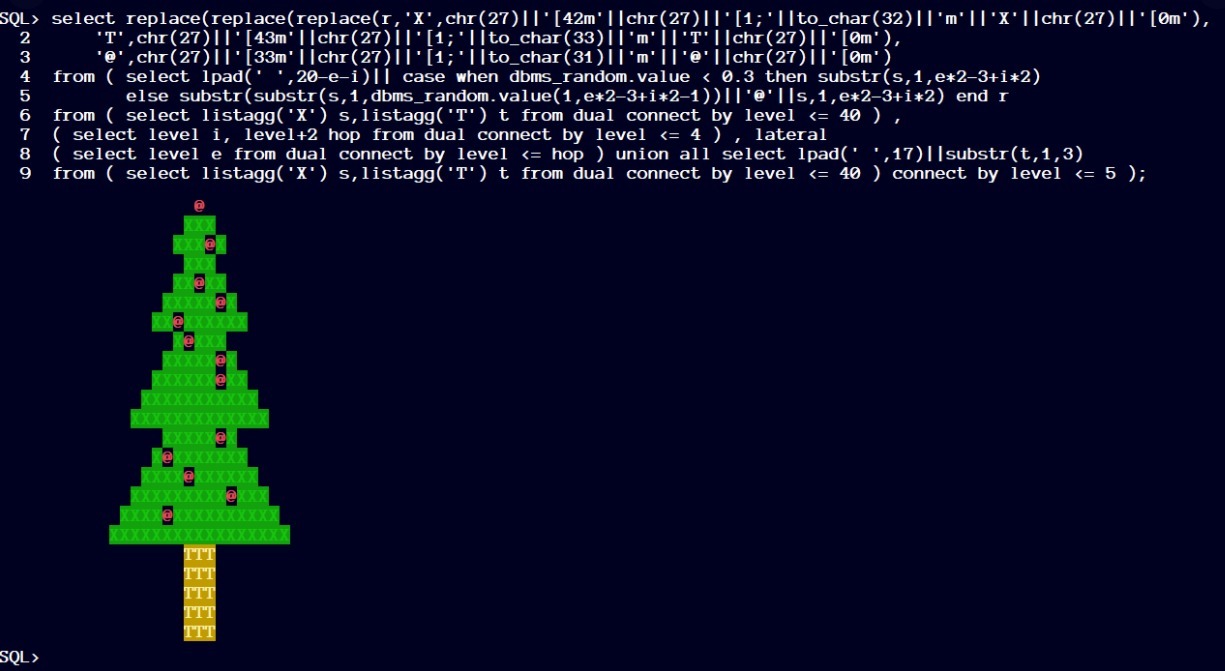 SQL> select replace(replace(replace(r,'X',chr(27)||'[42m'||chr(27)||'[1;'||to_char(32)||'m'||'X'||chr(27)||'[0m'),
2 'T',chr(27)||'[43m'||chr(27)||'[1;'||to_char(33)||'m'||'T'||chr(27)||'[0m'),
3 '@',chr(27)||'[33m'||chr(27)||'[1;'||to_char(31)||'m'||'@'||chr(27)||'[0m')
4 from ( select lpad(' ',20-e-i)|| case when dbms_random.value < 0.3 then substr(s,1,e*2-3+i*2)
5 else substr(substr(s,1,dbms_random.value(1,e*2-3+i*2-1))||'@'||s,1,e*2-3+i*2) end r
6 from ( select listagg('X') s,listagg('T') t from dual connect by level <= 40 ) ,
7 ( select level i, level+2 hop from dual connect by level <= 4 ) , lateral
8 ( select level e from dual connect by level <= hop ) union all select lpad(' ',17)||substr(t,1,3)
9 from ( select listagg('X') s,listagg('T') t from dual connect by level <= 40 ) connect by level <= 5 );
@
XXX
XXX@X
XXX
XX@XX
XXXXX@X
XX@XXXXXX
X@XXX
XXXXX@X
XXXXXX@XX
XXXXXXXXXXX
XXXXXXXXXXXXX
XXXXX@X
X@XXXXXXX
XXXX@XXXXXX
XXXXXXXXX@XXX
XXXX@XXXXXXXXXX
XXXXXXXXXXXXXXXXX
TTT
TTT
TTT
TTT
TTT
SQL>